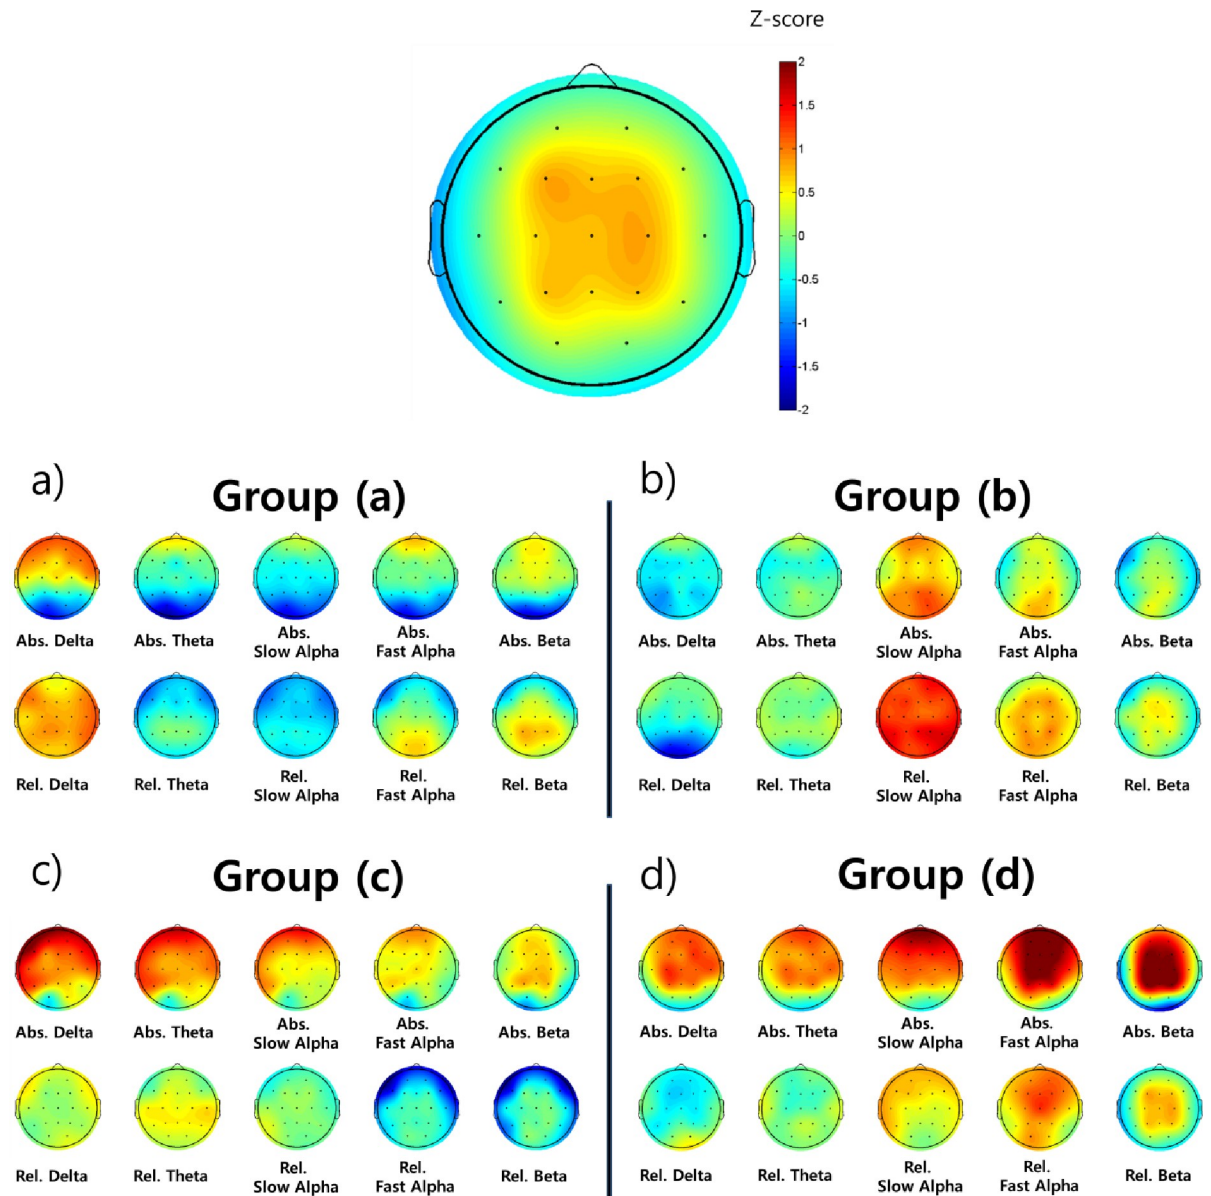 Z-score
2
1.5
1
0.5
0
-0.5
-1
-1.5
-2
a)
Group (a)
Abs. Delta
Abs. Theta
Abs.
Slow Alpha
Abs.
Fast Alpha
Abs. Beta
Rel. Delta
Rel. Theta
Rel.
Slow Alpha
Rel.
Fast Alpha
Rel. Beta
b)
Group (b)
Abs. Delta
Abs. Theta
Abs.
Slow Alpha
Abs.
Fast Alpha
Abs. Beta
Rel. Delta
Rel. Theta
Rel.
Slow Alpha
Rel.
Fast Alpha
Rel. Beta
c)
Group (c)
Abs. Delta
Abs. Theta
Abs.
Slow Alpha
Abs.
Fast Alpha
Abs. Beta
Rel. Delta
Rel. Theta
Rel.
Slow Alpha
Rel.
Fast Alpha
Rel. Beta
d)
Group (d)
Abs. Delta
Abs. Theta
Abs.
Slow Alpha
Abs.
Fast Alpha
Abs. Beta
Rel. Delta
Rel. Theta
Rel.
Slow Alpha
Rel.
Fast Alpha
Rel. Beta